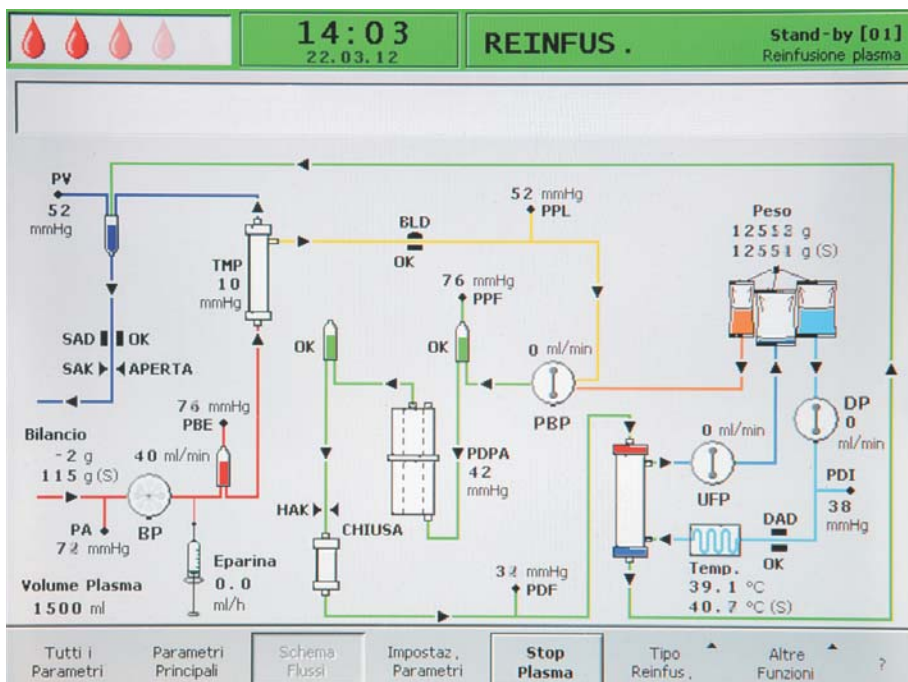 14:03
22.03.12
REINFUS.
Stand-by [01]
Reinfusione plasma
PV
52
mmHg
TMP
10
mmHg
BLD
OK
52 mmHg
PPL
Peso
g
12551 g (S)
SAD OK
SAK APERTA
OK
76 mmHg
PPF
OK
0 ml/min
PBP
DP
0
ml/min
76 mmHg
PBE
Bilancio
-2 g
115 g (S)
40 ml/min
BP
PA
72 mmHg
PDPA
42
mmHg
0 ml/min
UFP
PDI
38
mmHg
HAK
CHIUSA
DAD
OK
Eparina
0.0
ml/h
Volume Plasma
1500 ml
32 mmHg
PDF
Temp.
39.1 °C
40.7 °C (S)
Tutti i
Parametri
Parametri
Principali
Schema
Flussi
Impostaz.
Parametri
Stop
Plasma
Tipo
Reinfus.
Altre
Funzioni
?